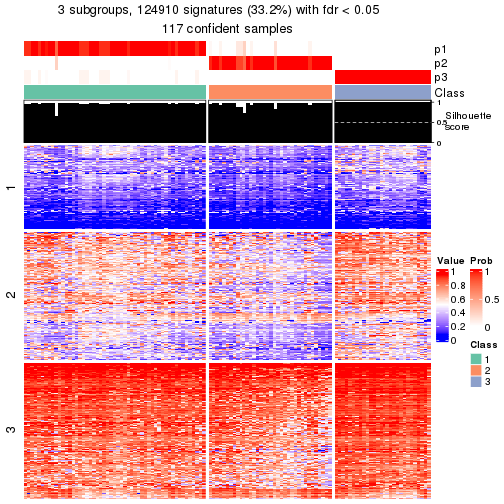 3 subgroups, 124910 signatures (33.2%) with fdr < 0.05
117 confident samples
p1
p2
p3
Class
1
0.5
0
Silhouette
score
1
2
3
Value
1
0.8
0.6
0.4
0.2
0
Prob
1
0.5
0
Class
1
2
3